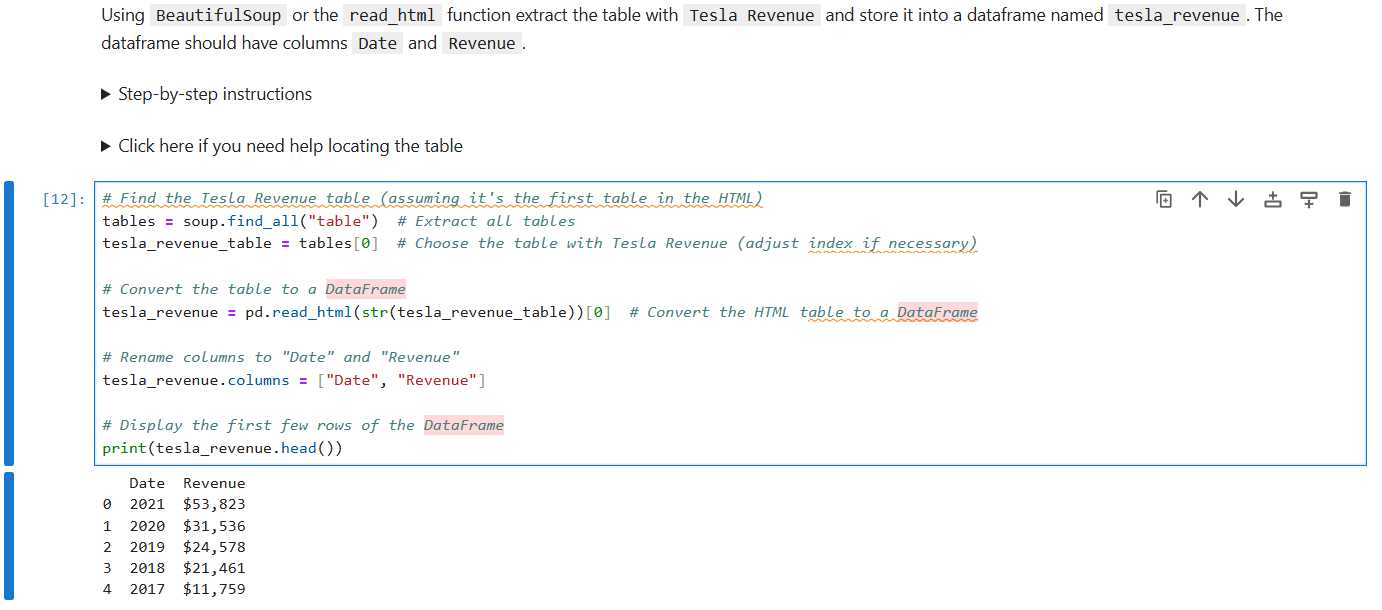 Using BeautifulSoup or the read_html function extract the table with Tesla Revenue and store it into a dataframe named tesla_revenue. The
dataframe should have columns Date and Revenue.
▶ Step-by-step instructions
▶ Click here if you need help locating the table
[12]: # Find the Tesla Revenue table (assuming it's the first table in the HTML)
tables = soup.find_all("table")  # Extract all tables
tesla_revenue_table = tables[0]  # Choose the table with Tesla Revenue (adjust index if necessary)
# Convert the table to a DataFrame
tesla_revenue = pd.read_html(str(tesla_revenue_table))[0]  # Convert the HTML table to a DataFrame
# Rename columns to "Date" and "Revenue"
tesla_revenue.columns = ["Date", "Revenue"]
# Display the first few rows of the DataFrame
print(tesla_revenue.head())
   Date  Revenue
0  2021  $53,823
1  2020  $31,536
2  2019  $24,578
3  2018  $21,461
4  2017  $11,759